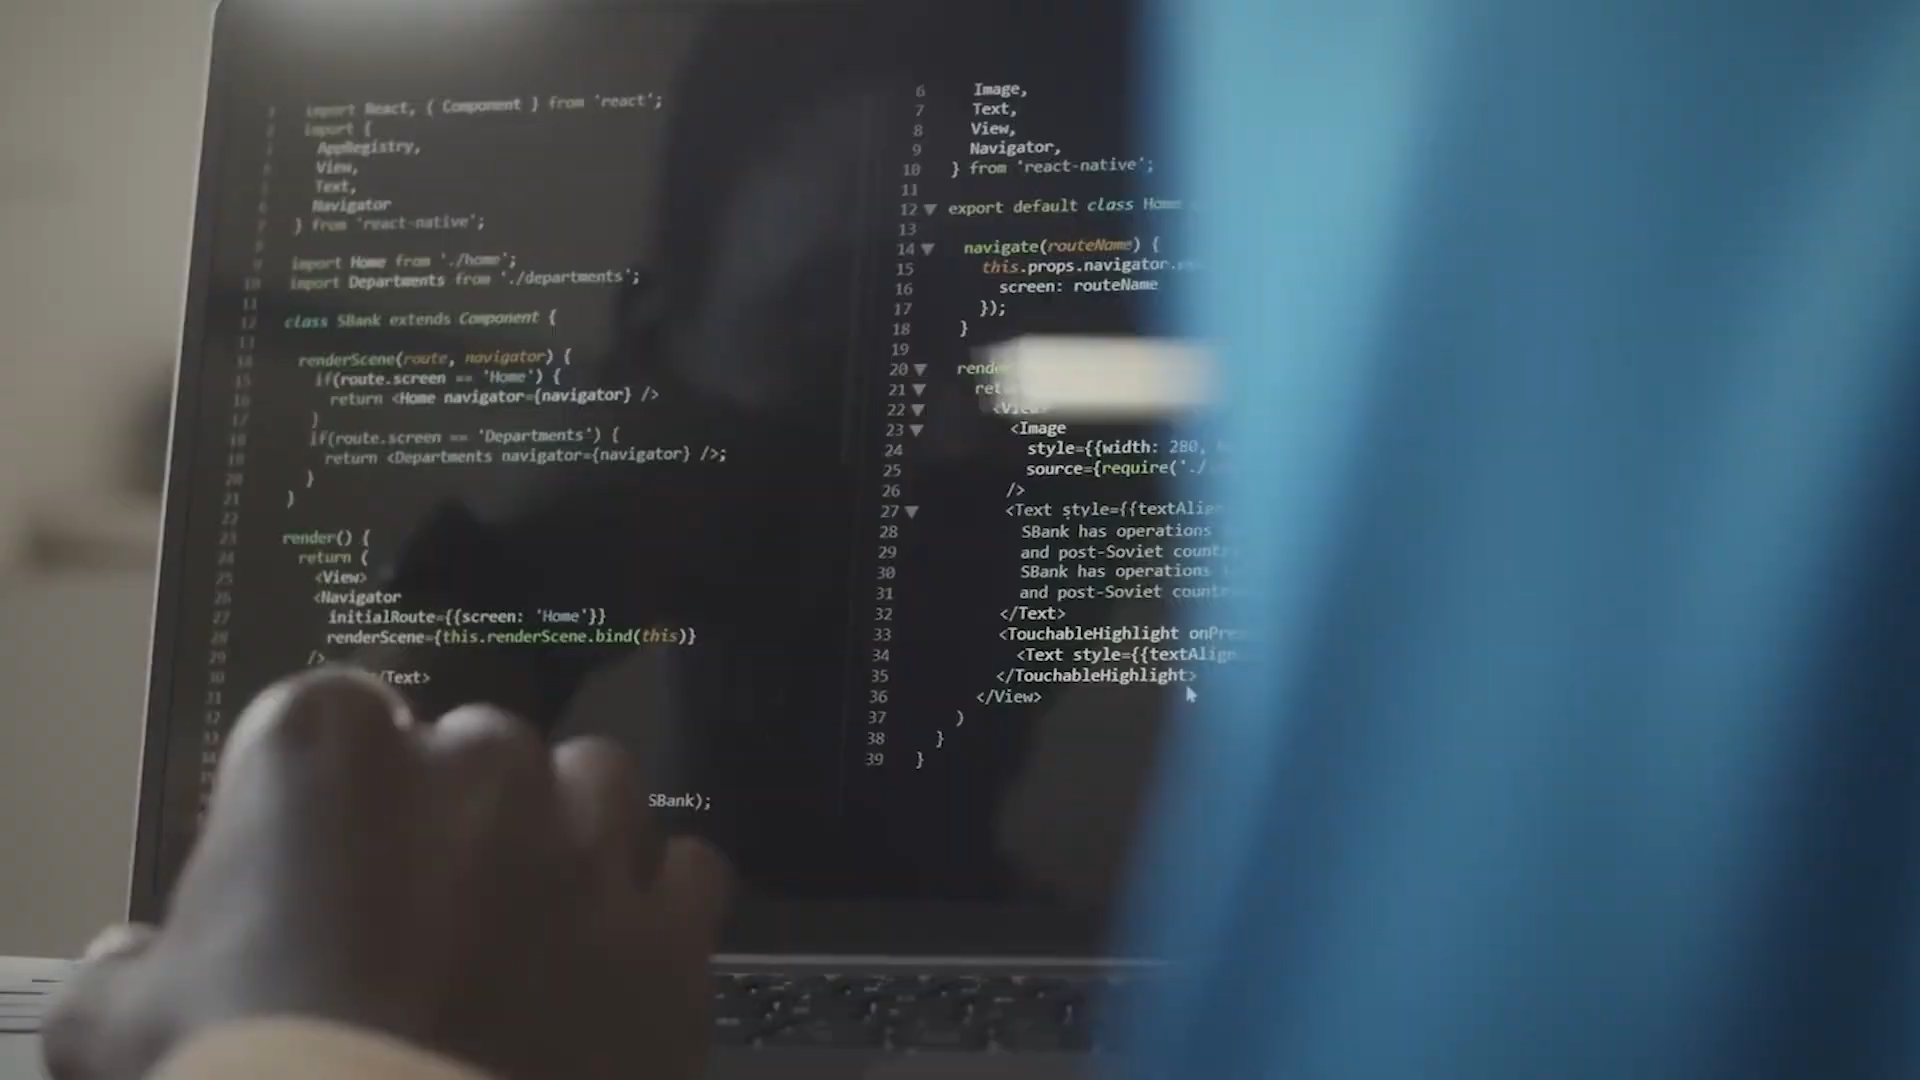 import React, { Component } from 'react';
import {
AppRegistry,
View,
Text,
Navigator
} from 'react-native';
import Home from './home';
import Departments from './departments';
class SBank extends Component {
renderScene(route, navigator) {
if(route.screen == 'Home') {
return <Home navigator={navigator} />
}
if(route.screen == 'Departments') {
return <Departments navigator={navigator} />;
}
}
render() {
return (
<View>
<Navigator
initialRoute={{screen: 'Home'}}
renderScene={this.renderScene.bind(this)}
/>
/Text>
SBank);
6 Image,
7 Text,
8 View,
9 Navigator,
10 } from 'react-native';
11
12 export default class Home
13
14 navigate(routeName) {
15 this.props.navigator.
16 screen: routeName
17 });
18 }
19
20
21
22 <View>
23 <Image
24 style={{width: 280,
25 source={require('./
26 />
27 <Text style={{textAlign
28 SBank has operations
29 and post-Soviet
30 SBank has operations
31 and post-Soviet
32 </Text>
33 <TouchableHighlight
34 <Text style={{textAlign
35 </TouchableHighlight>
36 </View>
37 )
38 }
39 }